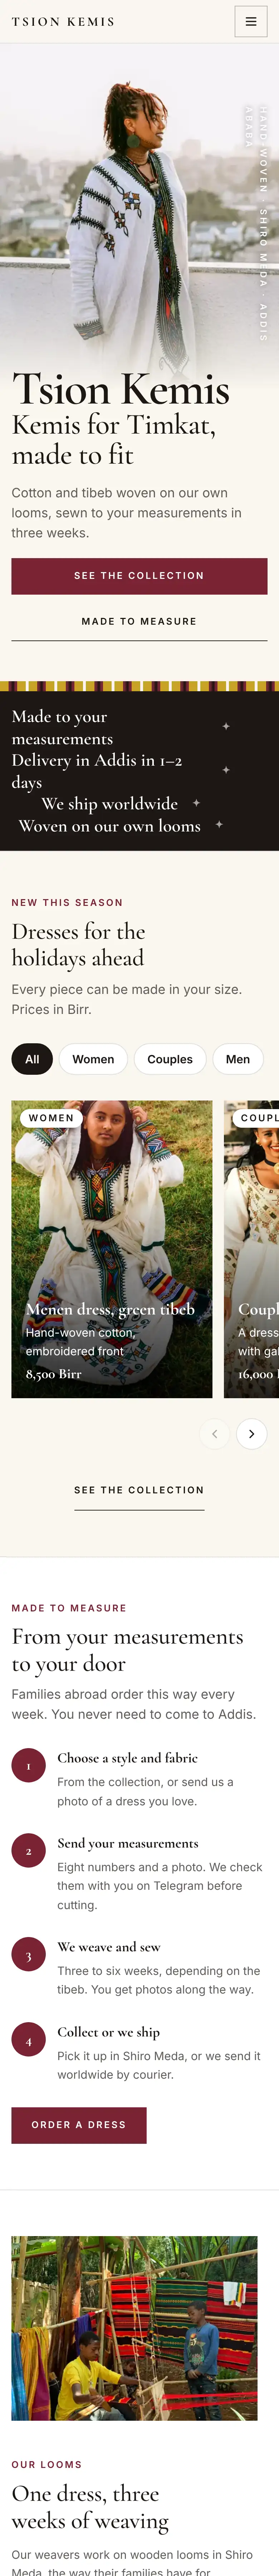 TSION KEMIS
HAND-WOVEN · SHIRO MEDA · ADDIS
ABABA
Tsion Kemis
Kemis for Timkat,
made to fit
Cotton and tibeb woven on our own
looms, sewn to your measurements in
three weeks.
SEE THE COLLECTION
MADE TO MEASURE
Made to your
measurements
Delivery in Addis in 1–2
days
We ship worldwide
Woven on our own looms
NEW THIS SEASON
Dresses for the
holidays ahead
Every piece can be made in your size.
Prices in Birr.
All
Women
Couples
Men
WOMEN
Menen dress, green tibeb
Hand-woven cotton,
embroidered front
8,500 Birr
COUPL
Coupl
A dress
with gal
16,000
SEE THE COLLECTION
MADE TO MEASURE
From your measurements
to your door
Families abroad order this way every
week. You never need to come to Addis.
1
Choose a style and fabric
From the collection, or send us a
photo of a dress you love.
2
Send your measurements
Eight numbers and a photo. We check
them with you on Telegram before
cutting.
3
We weave and sew
Three to six weeks, depending on the
tibeb. You get photos along the way.
4
Collect or we ship
Pick it up in Shiro Meda, or we send it
worldwide by courier.
ORDER A DRESS
OUR LOOMS
One dress, three
weeks of weaving
Our weavers work on wooden looms in Shiro
Meda, the way their families have for